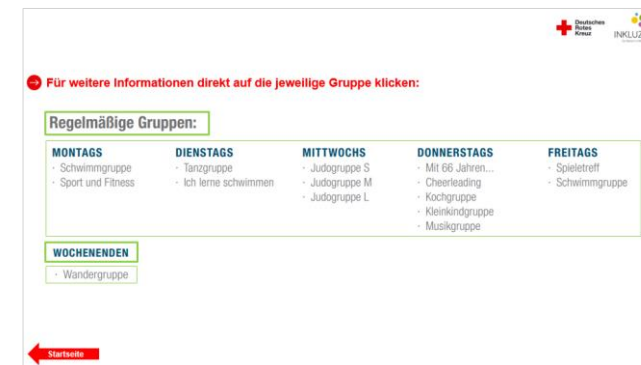 Deutsches
Rotes
Kreuz
Für weitere Informationen direkt auf die jeweilige Gruppe klicken:
Regelmäßige Gruppen:
MONTAGS
· Schwimmgruppe
· Sport und Fitness
DIENSTAGS
· Tanzgruppe
· Ich lerne schwimmen
MITTWOCHS
· Judogruppe S
· Judogruppe M
· Judogruppe L
DONNERSTAGS
· Mit 66 Jahren...
· Cheerleading
· Kochgruppe
· Kleinkindgruppe
· Musikgruppe
FREITAGS
· Spieletreff
· Schwimmgruppe
WOCHENENDEN
· Wandergruppe
Startseite